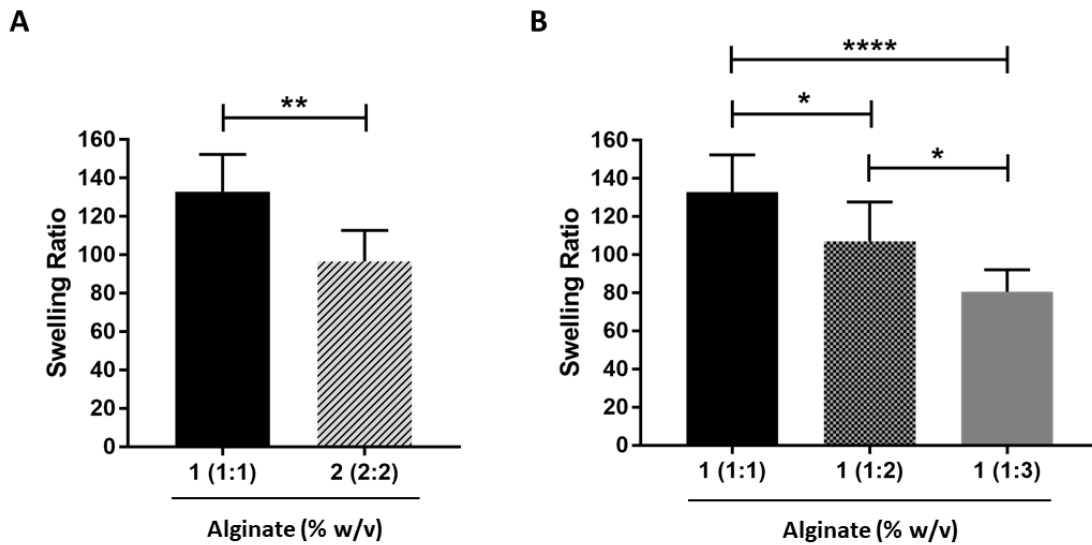 A
**
160
140
120
100
80
60
40
20
0
Swelling Ratio
1 (1:1) 2 (2:2)
Alginate (% w/v)
B
****
*
*
160
140
120
100
80
60
40
20
0
Swelling Ratio
1 (1:1) 1 (1:2) 1 (1:3)
Alginate (% w/v)